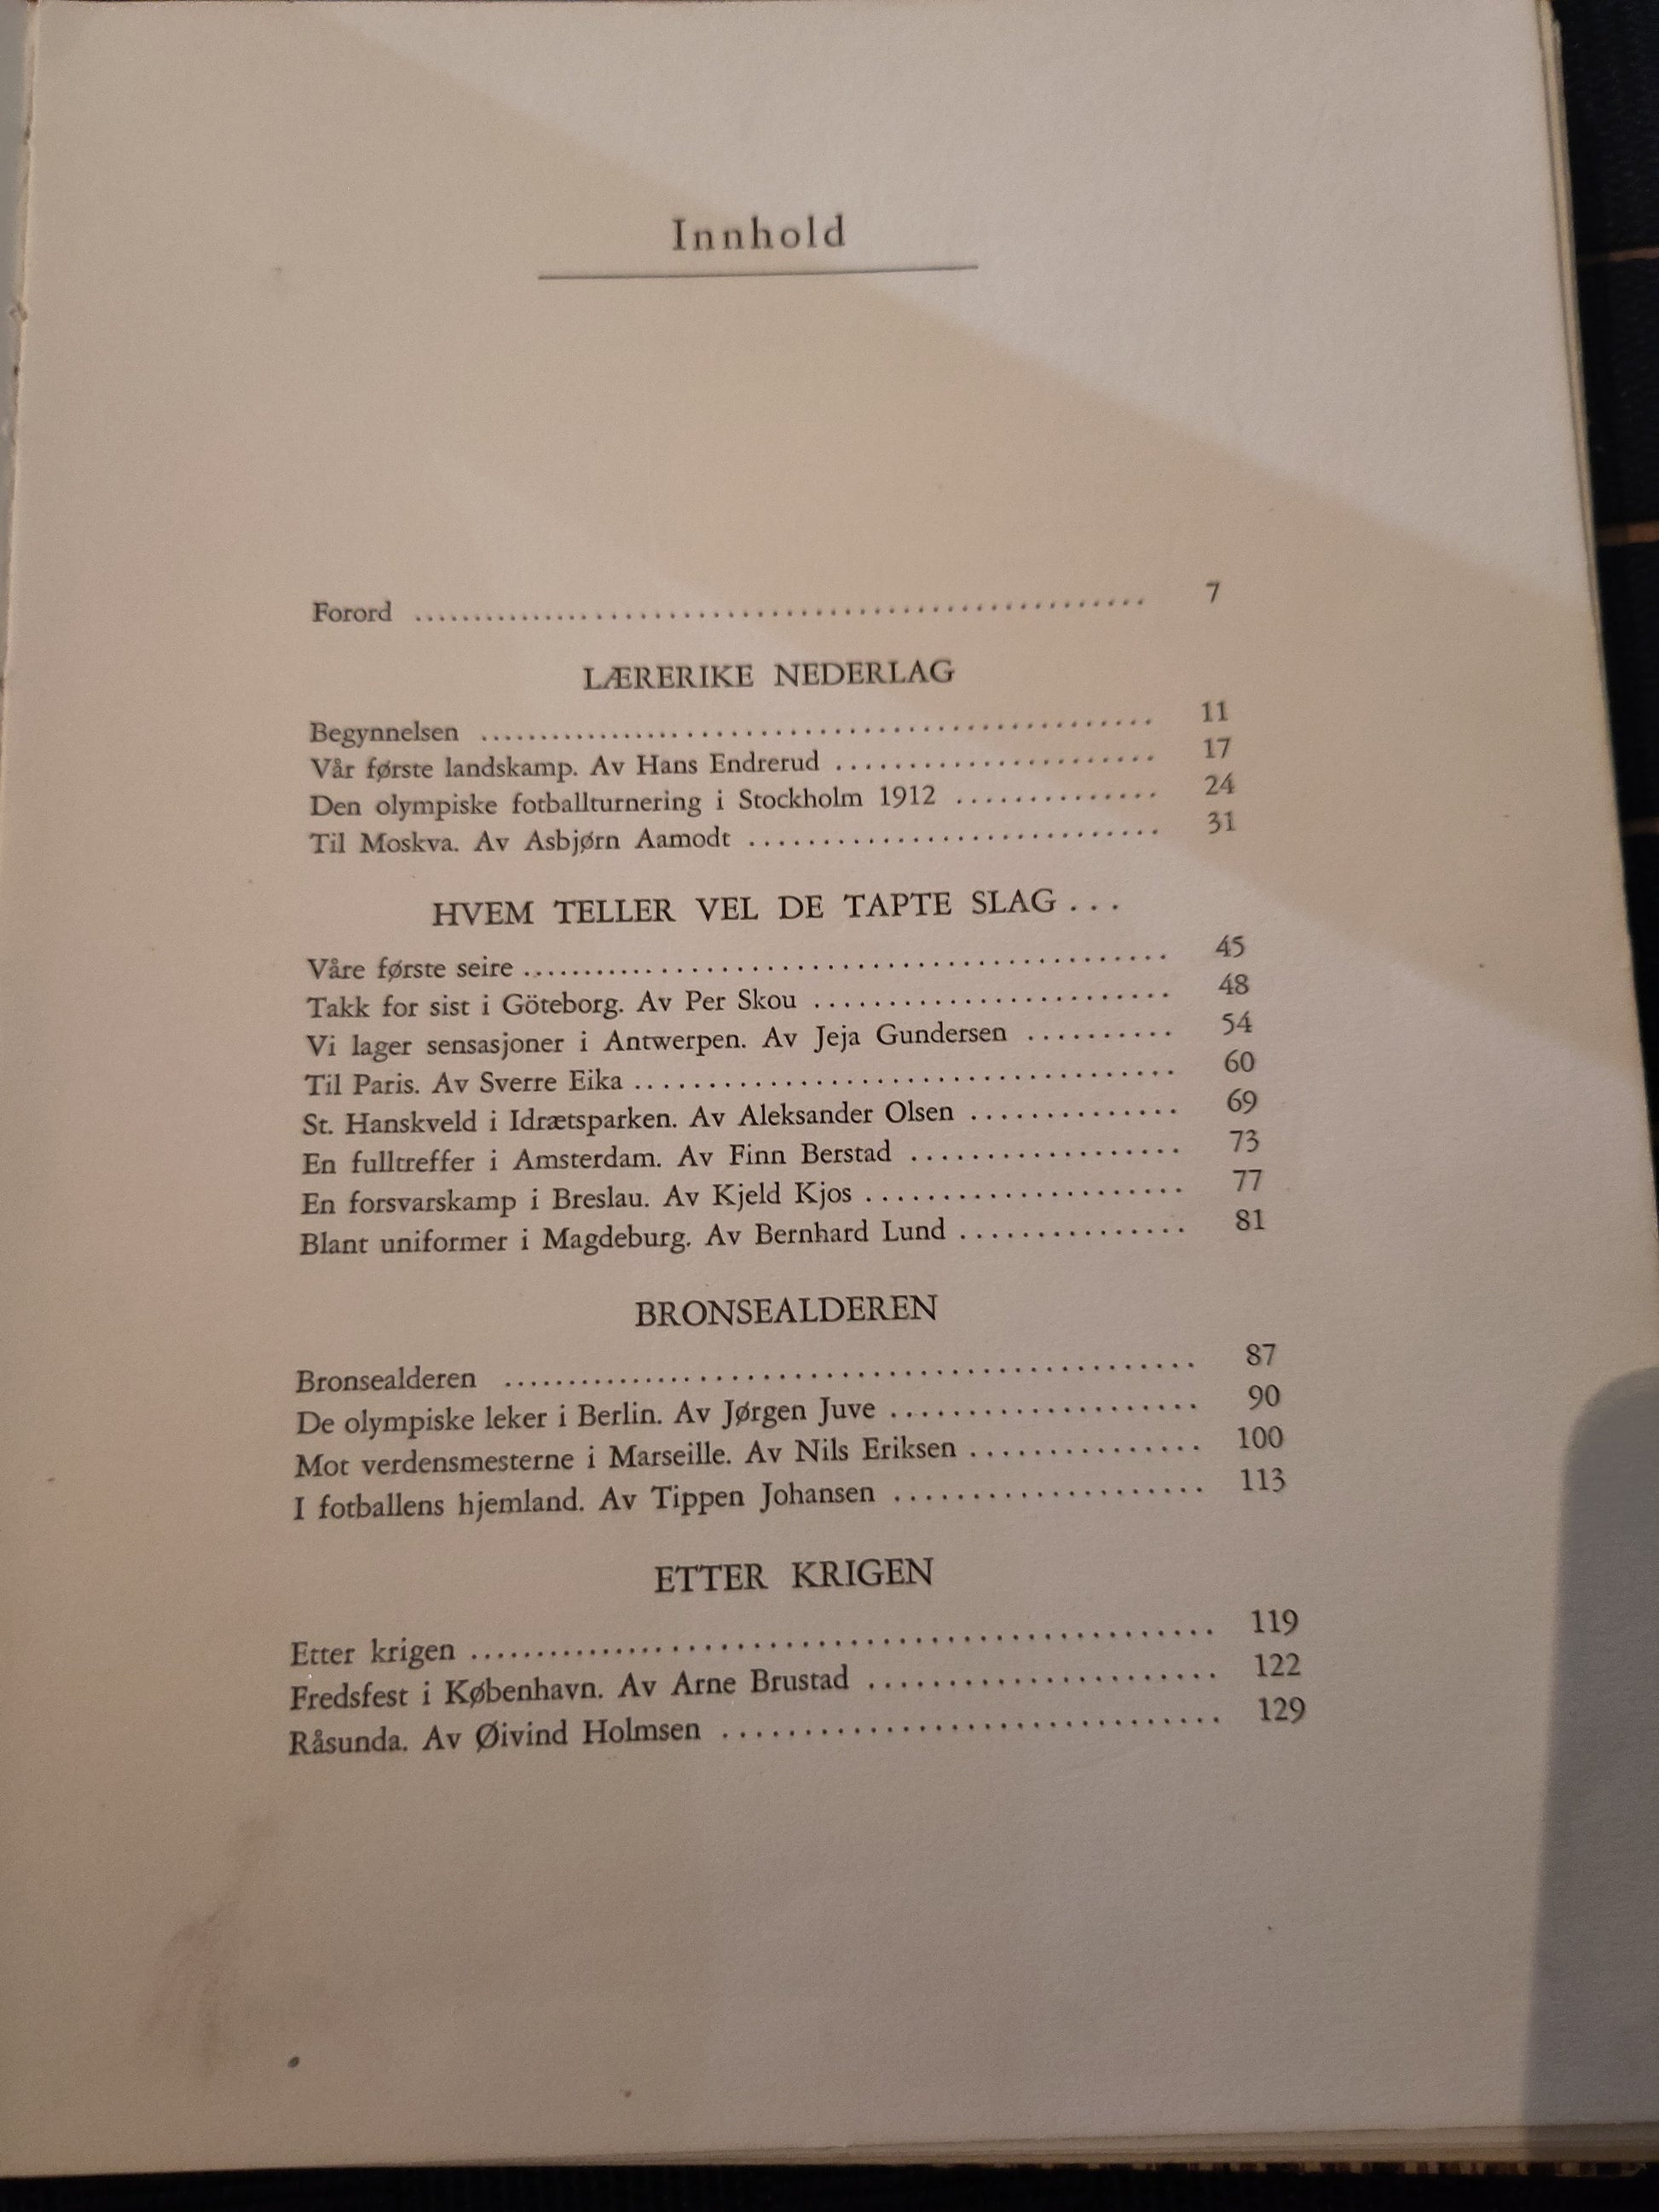 Innhold
Forord ............................................... 7
LÆRERIKE NEDERLAG
Begynnelsen ............................................... 11
Vår første landskamp. Av Hans Endrerud ...................... 17
Den olympiske fotballturnering i Stockholm 1912 .............. 24
Til Moskva. Av Asbjørn Aamodt ............................ 31
HVEM TELLER VEL DE TAPTE SLAG...
Våre første seire ............................................ 45
Takk for sist i Göteborg. Av Per Skou ........................ 48
Vi lager sensasjoner i Antwerpen. Av Jeja Gundersen .......... 54
Til Paris. Av Sverre Eika .................................... 60
St. Hanskveld i Idrætsparken. Av Aleksander Olsen .............. 69
En fulltreffer i Amsterdam. Av Finn Berstad .................. 73
En forsvarskamp i Breslau. Av Kjeld Kjos ...................... 77
Blant uniformer i Magdeburg. Av Bernhard Lund ............... 81
BRONSEALDEREN
Bronsealderen ............................................... 87
De olympiske leker i Berlin. Av Jørgen Juve .................... 90
Mot verdensmesterne i Marseille. Av Nils Eriksen ............... 100
I fotballens hjemland. Av Tippen Johansen .................... 113
ETTER KRIGEN
Etter krigen ................................................ 119
Fredsfest i København. Av Arne Brustad ...................... 122
Råsunda. Av Øivind Holmsen ................................ 129